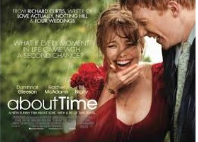 FROM RICHARD CURTIS, WRITER OF
LOVE ACTUALLY, NOTTING HILL &
FOUR WEDDINGS
WHAT IF EVERY MOMENT
IN LIFE CAME WITH
A SECOND CHANCE?
Domhnall Gleeson
Rachel McAdams
Bill Nighy
about Time